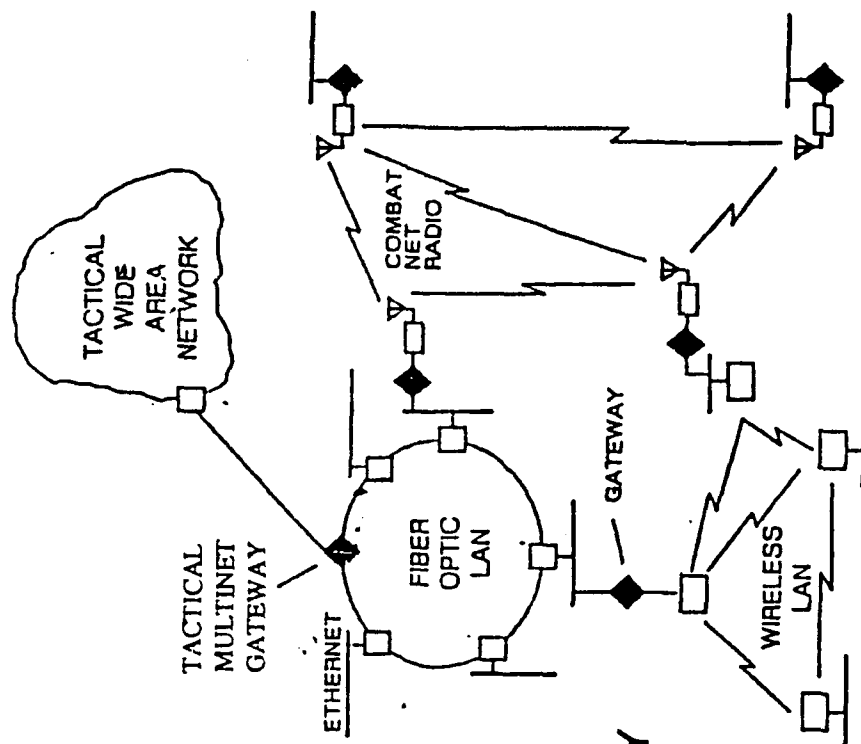 TACTICAL
WIDE
AREA
NETWORK
COMBAT
NET
RADIO
TACTICAL
MULTINET
GATEWAY
ETHERNET
FIBER
OPTIC
LAN
GATEWAY
WIRELESS
LAN